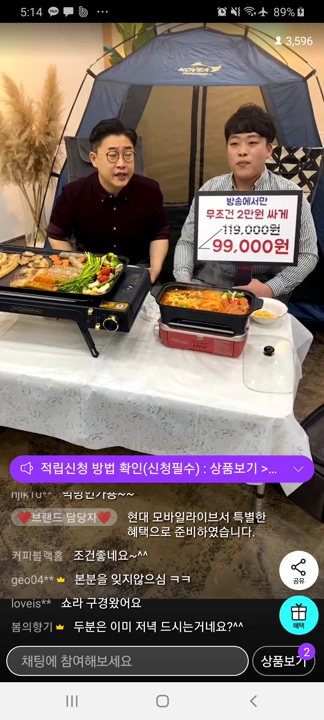 5:14
89%
3,596
KOVEA
방송에서만
무조건 2만원 싸게
119,000원
99,000원
적립신청 방법 확인(신청필수) : 상품보기 >...
❤️브랜드 담당자❤️ 현대 모바일라이브서 특별한
혜택으로 준비하였습니다.
커피블랙홀 조건좋네요~^^
geo04** 본분을 잊지않으심 ㅋㅋ
loveis** 쇼라 구경왔어요
봄의향기 두분은 이미 저녁 드시는거네요?^^
공유
혜택
채팅에 참여해보세요
상품보기
2